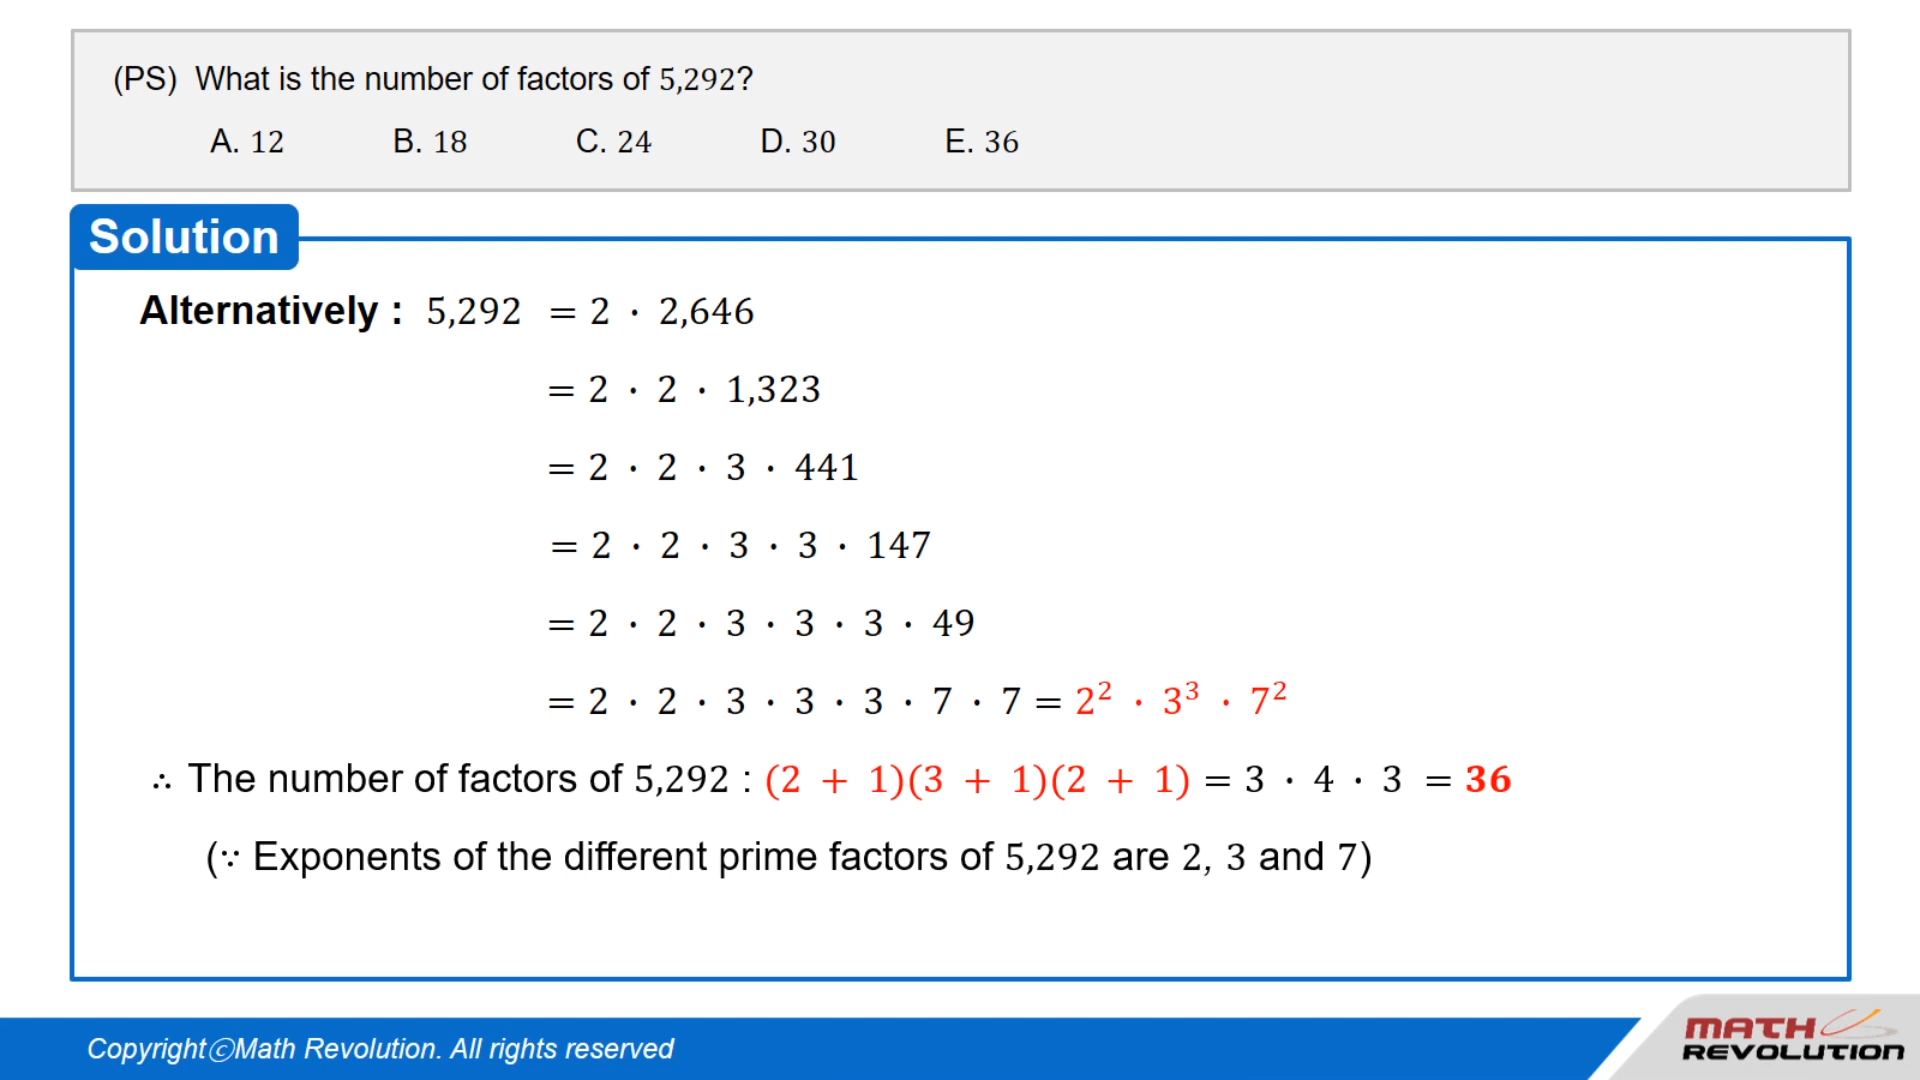 (PS) What is the number of factors of 5,292?
A. 12 B. 18 C. 24 D. 30 E. 36
Solution
Alternatively : 5,292 = 2 · 2,646
= 2 · 2 · 1,323
= 2 · 2 · 3 · 441
= 2 · 2 · 3 · 3 · 147
= 2 · 2 · 3 · 3 · 3 · 49
= 2 · 2 · 3 · 3 · 3 · 7 · 7 = 2² · 3³ · 7²
∴ The number of factors of 5,292 : (2 + 1)(3 + 1)(2 + 1) = 3 · 4 · 3 = 36
(∵ Exponents of the different prime factors of 5,292 are 2, 3 and 7)
CopyrightⓒMath Revolution. All rights reserved
MATH
REVOLUTION